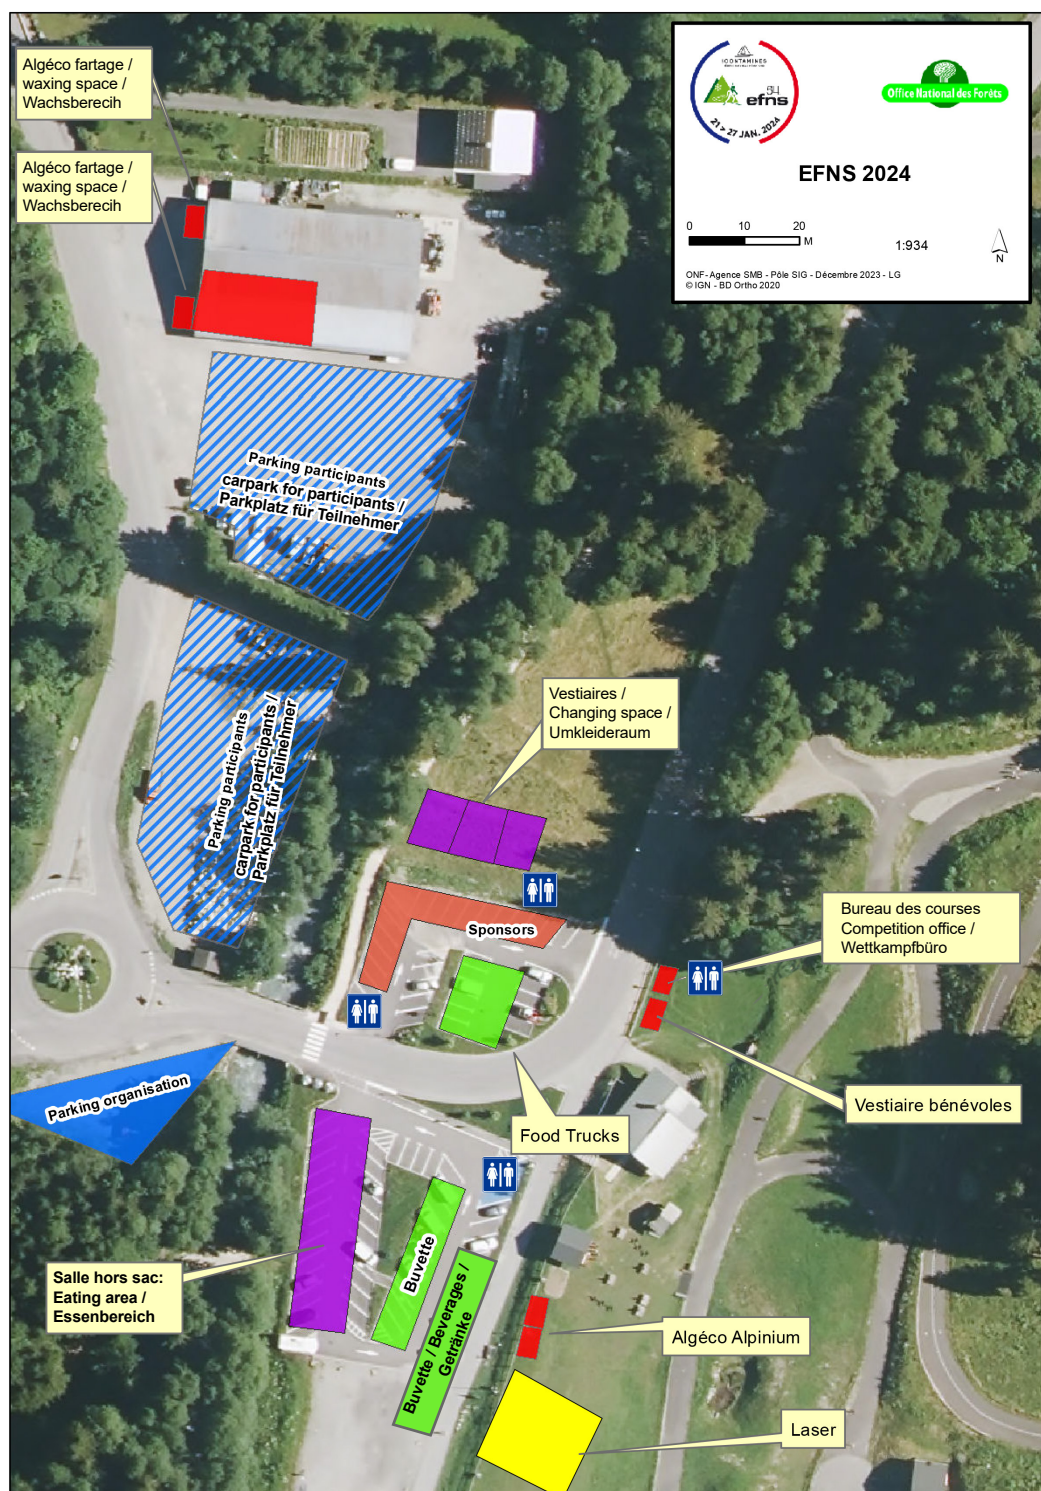 Algéco fartage /
waxing space /
Wachsberecih
Algéco fartage /
waxing space /
Wachsberecih
efns
54
21 > 27 JAN. 2024
Office National des Forêts
EFNS 2024
0 10 20
M
1:934
N
ONF- Agence SMB - Pôle SIG - Décembre 2023 - LG
© IGN - BD Ortho 2020
Parking participants
carpark for participants /
Parkplatz für Teilnehmer
Parking participants
carpark for participants /
Parkplatz für Teilnehmer
Vestiaires /
Changing space /
Umkleideraum
Sponsors
Bureau des courses
Competition office /
Wettkampfbüro
Parking organisation
Vestiaire bénévoles
Food Trucks
Salle hors sac:
Eating area /
Essenbereich
Buvette
Buvette / Beverages /
Getränke
Algéco Alpinium
Laser